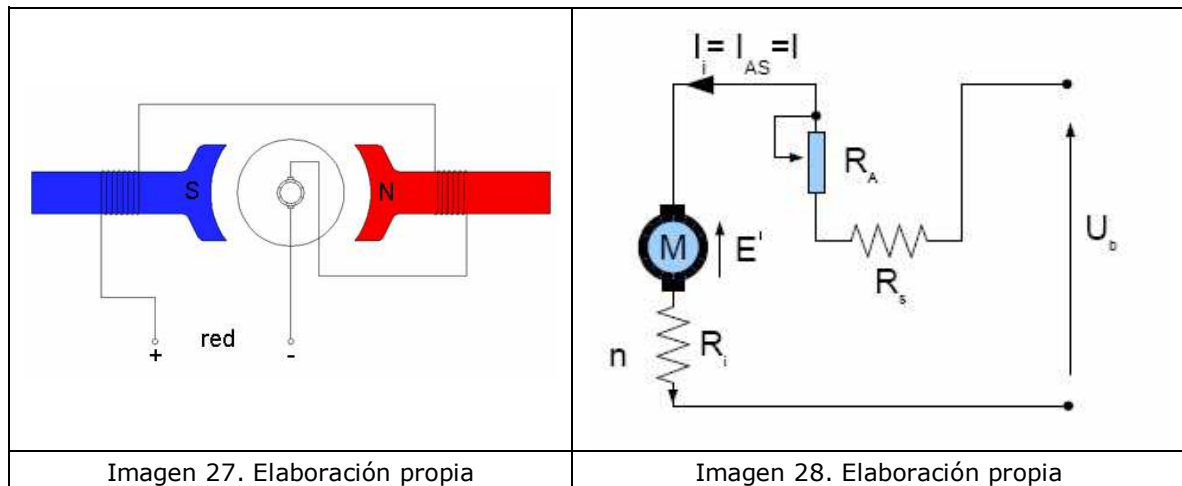 S
N
+ red -
Imagen 27. Elaboración propia
I = I = I
i AS
R
A
M
E'
U
b
R
s
n
R
i
Imagen 28. Elaboración propia